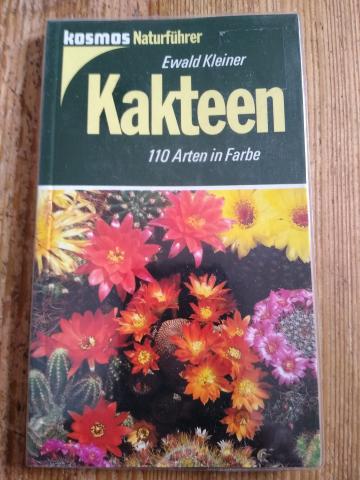 kosmos Naturführer
Ewald Kleiner
Kakteen
110 Arten in Farbe